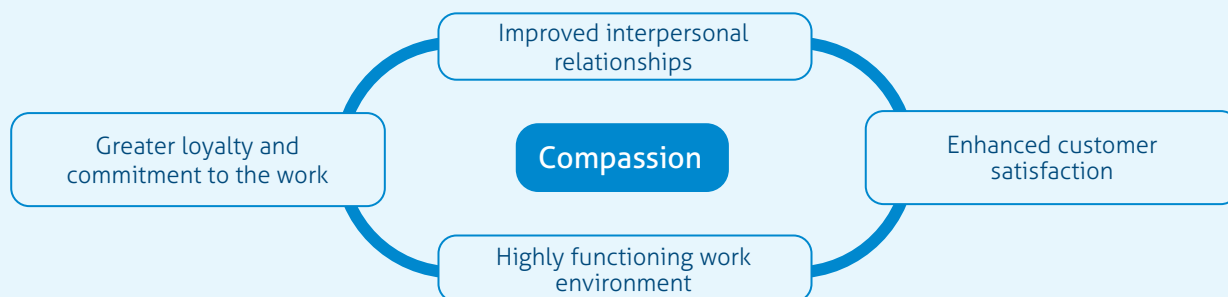 Improved interpersonal
relationships
Greater loyalty and
commitment to the work
Compassion
Enhanced customer
satisfaction
Highly functioning work
environment